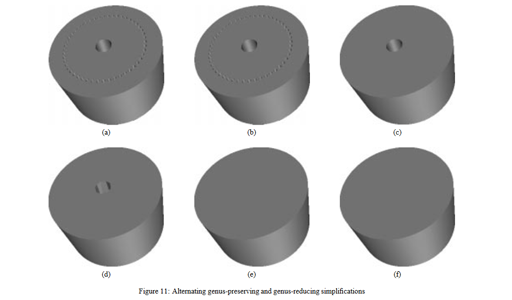 (a)
(b)
(c)
(d)
(e)
(f)
Figure 11: Alternating genus-preserving and genus-reducing simplifications